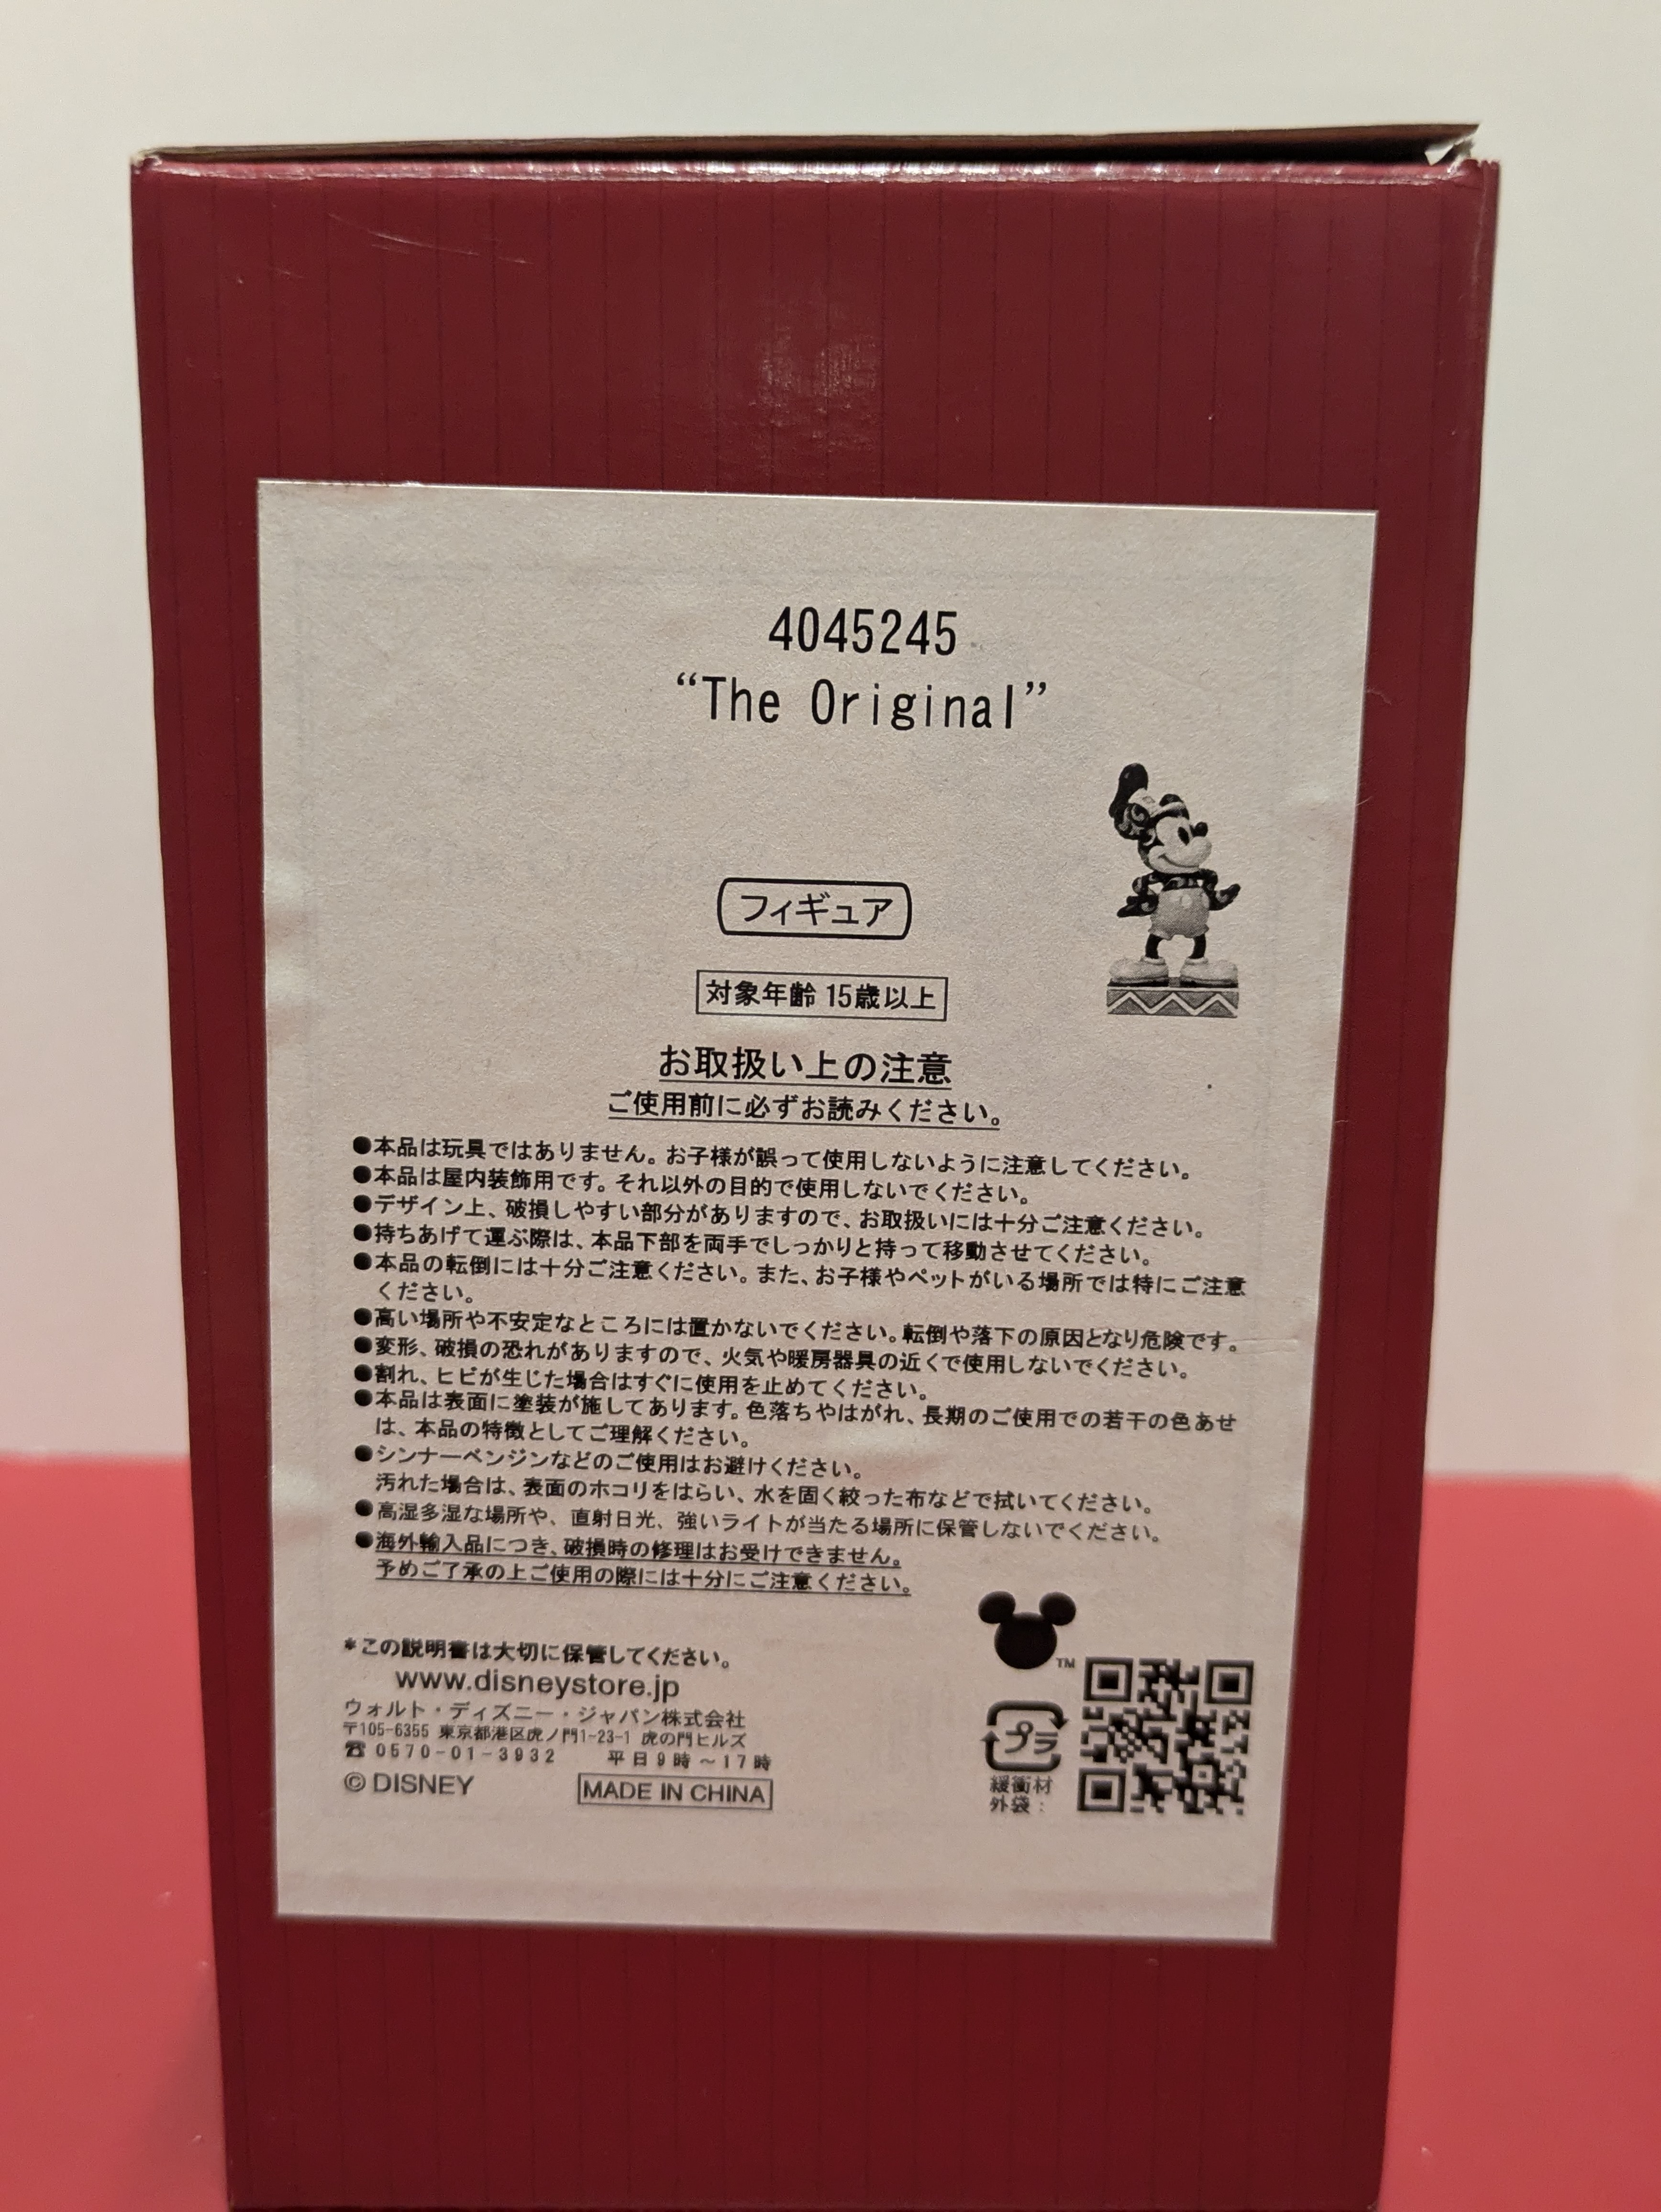 4045245
“The Original”
フィギュア
対象年齢 15歳以上
お取扱い上の注意
ご使用前に必ずお読みください。
●本品は玩具ではありません。お子様が誤って使用しないように注意してください。
●本品は屋内装飾用です。それ以外の目的で使用しないでください。
●デザイン上、破損しやすい部分がありますので、お取扱いには十分ご注意ください。
●持ちあげて運ぶ際は、本品下部を両手でしっかりと持って移動させてください。
●本品の転倒には十分ご注意ください。また、お子様やペットがいる場所では特にご注意
ください。
●高い場所や不安定なところには置かないでください。転倒や落下の原因となり危険です。
●変形、破損の恐れがありますので、火気や暖房器具の近くで使用しないでください。
●割れ、ヒビが生じた場合はすぐに使用を止めてください。
●本品は表面に塗装が施してあります。色落ちやはがれ、長期のご使用での若干の色あせ
は、本品の特徴としてご理解ください。
●シンナーベンジンなどのご使用はお避けください。
汚れた場合は、表面のホコリをはらい、水を固く絞った布などで拭いてください。
●高湿多湿な場所や、直射日光、強いライトが当たる場所に保管しないでください。
●海外輸入品につき、破損時の修理はお受けできません。
予めご了承の上ご使用の際には十分にご注意ください。
*この説明書は大切に保管してください。
www.disneystore.jp
ウォルト・ディズニー・ジャパン株式会社
〒105-6355 東京都港区虎ノ門1-23-1 虎の門ヒルズ
☎0570-01-3932 平日9時～17時
© DISNEY MADE IN CHINA
TM
プラ
緩衝材
外袋：